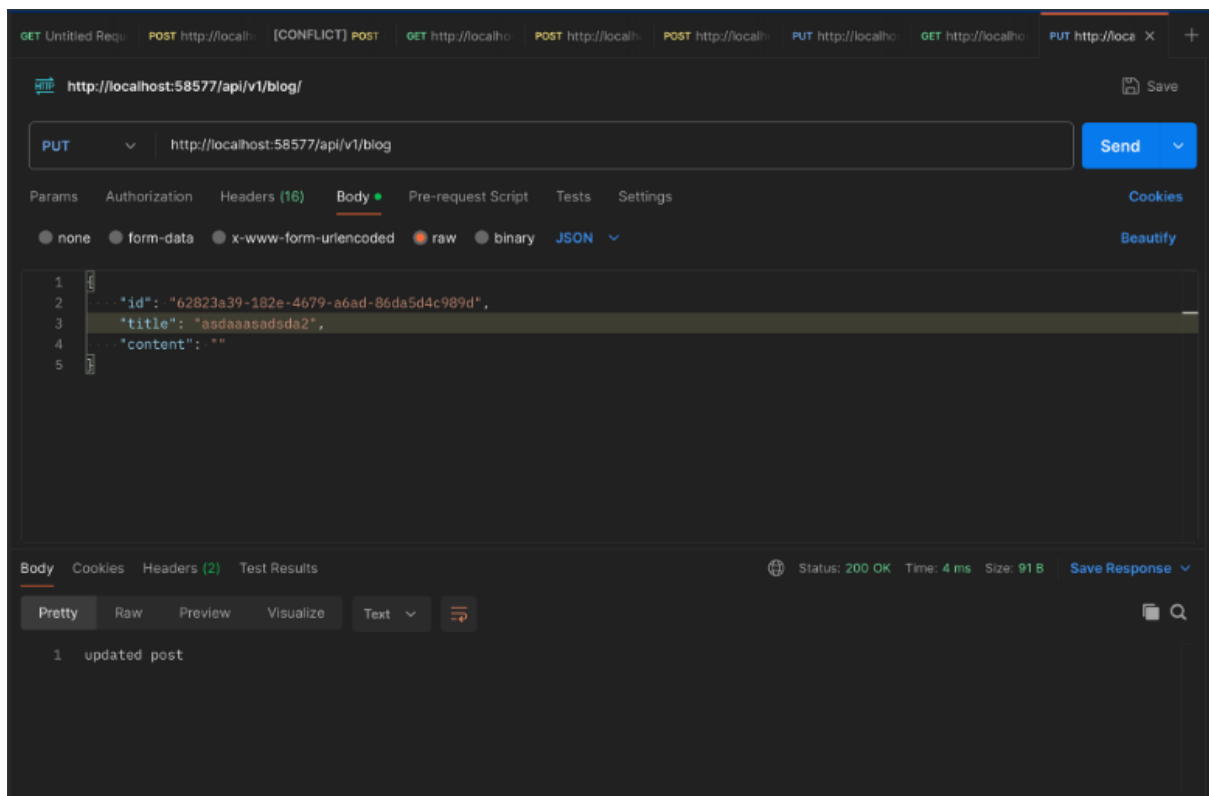 GET Untitled Requ POST http://localh [CONFLICT] POST GET http://localho POST http://localh POST http://localh PUT http://localho GET http://localho PUT http://loca
HTTP http://localhost:58577/api/v1/blog/ Save
PUT http://localhost:58577/api/v1/blog Send
Params Authorization Headers (16) Body Pre-request Script Tests Settings Cookies
none form-data x-www-form-urlencoded raw binary JSON Beautify
1 {
2 "id": "62823a39-182e-4679-a6ad-86da5d4c989d",
3 "title": "asdaaasadsda2",
4 "content": ""
5 }
Body Cookies Headers (2) Test Results Status: 200 OK Time: 4 ms Size: 91 B Save Response
Pretty Raw Preview Visualize Text
1 updated post